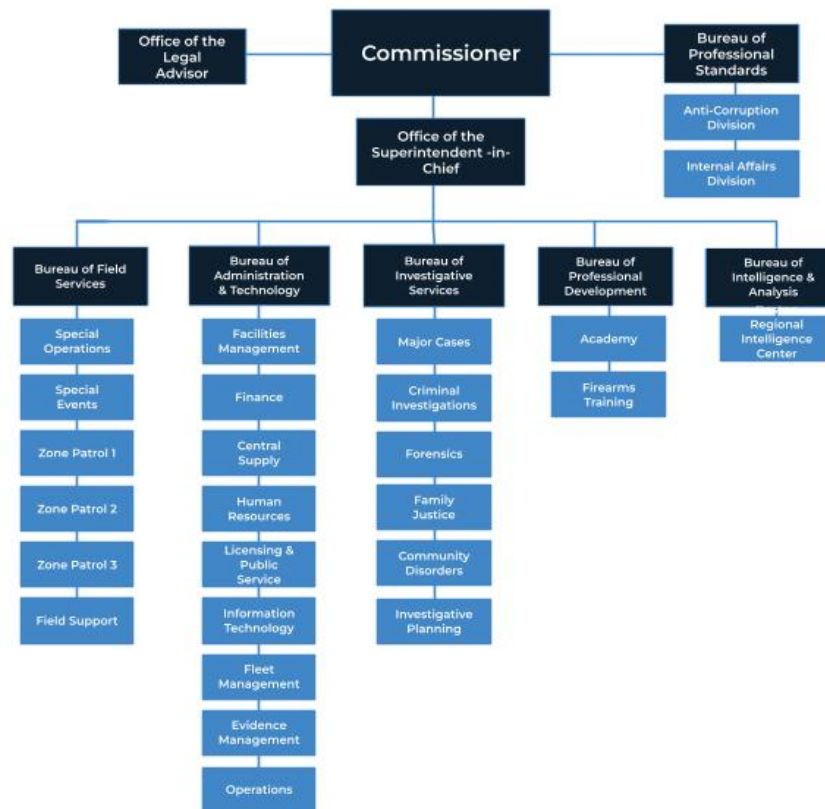 Office of the
Legal
Advisor
Commissioner
Bureau of
Professional
Standards
Anti-Corruption
Division
Internal Affairs
Division
Office of the
Superintendent -in-
Chief
Bureau of Field
Services
Special
Operations
Special
Events
Zone Patrol 1
Zone Patrol 2
Zone Patrol 3
Field Support
Bureau of
Administration
& Technology
Facilities
Management
Finance
Central
Supply
Human
Resources
Licensing &
Public
Service
Information
Technology
Fleet
Management
Evidence
Management
Operations
Bureau of
Investigative
Services
Major Cases
Criminal
Investigations
Forensics
Family
Justice
Community
Disorders
Investigative
Planning
Bureau of
Professional
Development
Academy
Firearms
Training
Bureau of
Intelligence &
Analysis
Regional
Intelligence
Center